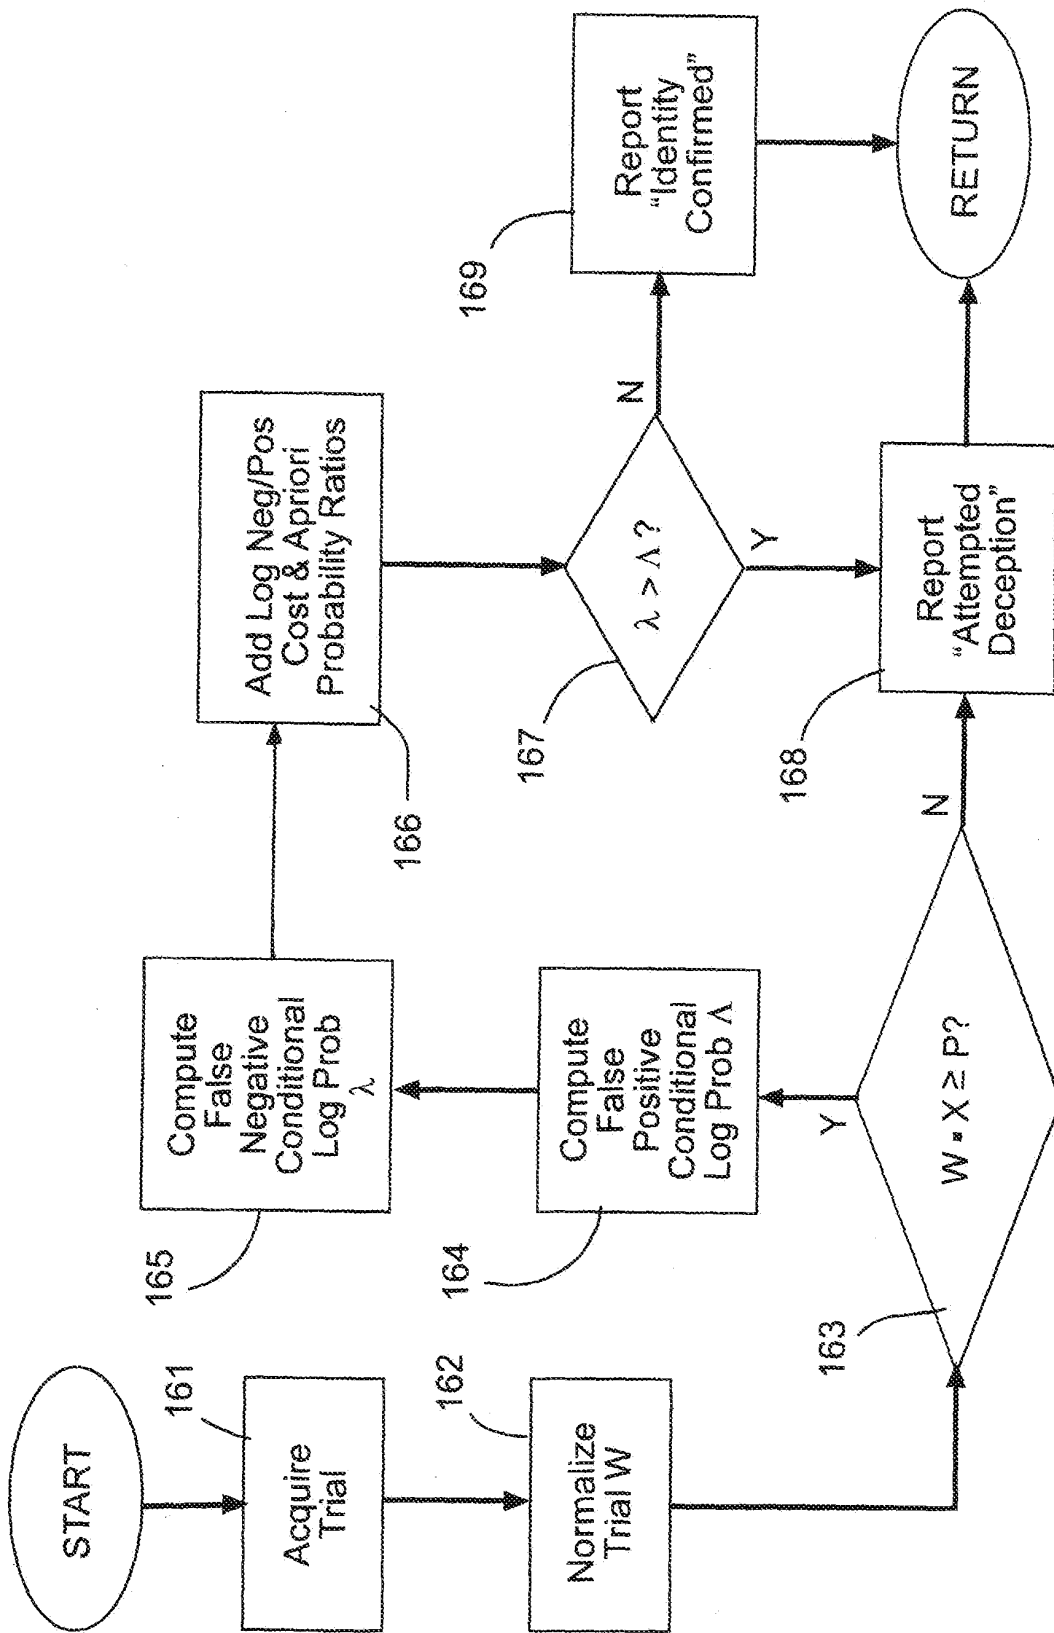 START
161
Acquire
Trial
162
Normalize
Trial W
163
W ▪ X ≥ P?
Y
N
164
Compute
False
Positive
Conditional
Log Prob Λ
165
Compute
False
Negative
Conditional
Log Prob
λ
166
Add Log Neg/Pos
Cost & Apriori
Probability Ratios
167
λ > Λ ?
N
Y
168
Report
“Attempted
Deception”
169
Report
“Identity
Confirmed”
RETURN